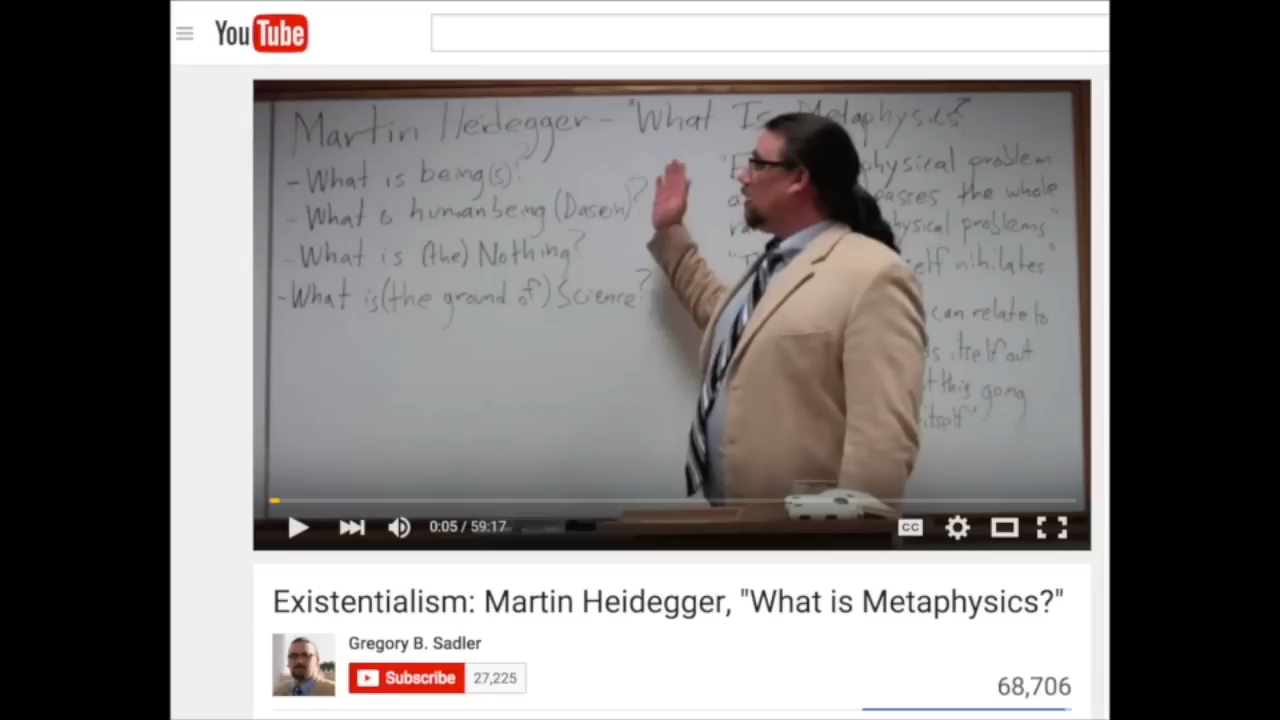 YouTube
Martin Heidegger - "What Is Metaphysics?"
- What is being(s)?
- What is human being (Dasein)?
- What is (the) Nothing?
- What is (the ground of) Science?
physical problem
the whole
physical problems"
nihilates"
can relate to
itself out
this going
itself"
0:05 / 59:17
CC
Existentialism: Martin Heidegger, "What is Metaphysics?"
Gregory B. Sadler
Subscribe 27,225
68,706